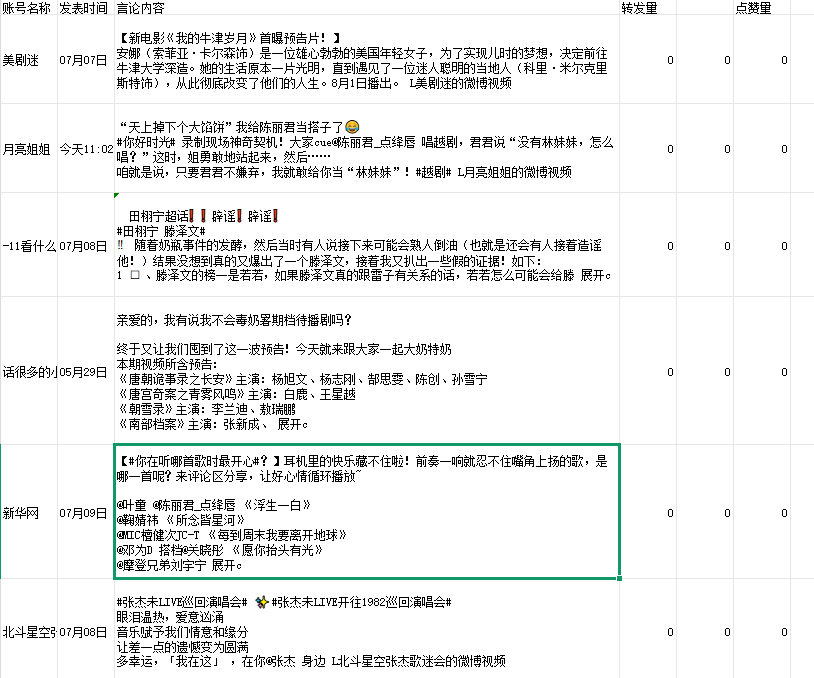 账号名称 发表时间 言论内容 转发量 点赞量
【新电影《我的牛津岁月》首曝预告片！】
安娜（索菲亚·卡尔森饰）是一位雄心勃勃的美国年轻女子，为了实现儿时的梦想，决定前往
美剧迷 07月07日 牛津大学深造。她的生活原本一片光明，直到遇见了一位迷人聪明的当地人（科里·米尔克里 0 0 0
斯特饰），从此彻底改变了他们的人生。8月1日播出。 L美剧迷的微博视频
“天上掉下个大馅饼”我给陈丽君当搭子了😂
#你好时光# 录制现场神奇契机！大家cue@陈丽君_点绛唇 唱越剧，君君说“没有林妹妹，怎么
月亮姐姐 今天11:02 唱？”这时，姐勇敢地站起来，然后…… 0 0 0
咱就是说，只要君君不嫌弃，我就敢给你当“林妹妹”！#越剧# L月亮姐姐的微博视频
田栩宁超话❗❗辟谣❗辟谣❗
#田栩宁 滕泽文#
-11看什么 07月08日 ‼ 随着奶瓶事件的发酵，然后当时有人说接下来可能会熟人倒油（也就是还会有人接着造谣 0 0 0
他！）结果没想到真的又爆出了一个滕泽文，接着我又扒出一些假的证据！如下：
1 、滕泽文的榜一是若若，如果滕泽文真的跟雷子有关系的话，若若怎么可能会给滕 展开c
亲爱的，我有说我不会毒奶暑期档待播剧吗？
终于又让我们囤到了这一波预告！今天就来跟大家一起大奶特奶
本期视频所含预告：
话很多的小 05月29日 《唐朝诡事录之长安》主演：杨旭文、杨志刚、郜思雯、陈创、孙雪宁 0 0 0
《唐宫奇案之青雾风鸣》主演：白鹿、王星越
《朝雪录》主演：李兰迪、敖瑞鹏
《南部档案》主演：张新成、 展开c
【#你在听哪首歌时最开心#？】耳机里的快乐藏不住啦！前奏一响就忍不住嘴角上扬的歌，是
哪一首呢？来评论区分享，让好心情循环播放~
新华网 07月09日 @叶童 @陈丽君_点绛唇 《浮生一白》 0 0 0
@鞠婧祎 《所念皆星河》
@MIC檀健次JC-T 《每到周末我要离开地球》
@邓为D 搭档@关晓彤 《愿你抬头有光》
@摩登兄弟刘宇宁 展开c
#张杰未LIVE巡回演唱会# ✨#张杰未LIVE开往1982巡回演唱会#
眼泪温热，爱意汹涌
北斗星空张 07月08日 音乐赋予我们情意和缘分 0 0 0
让差一点的遗憾变为圆满
多幸运，「我在这」 ，在你@张杰 身边 L北斗星空张杰歌迷会的微博视频